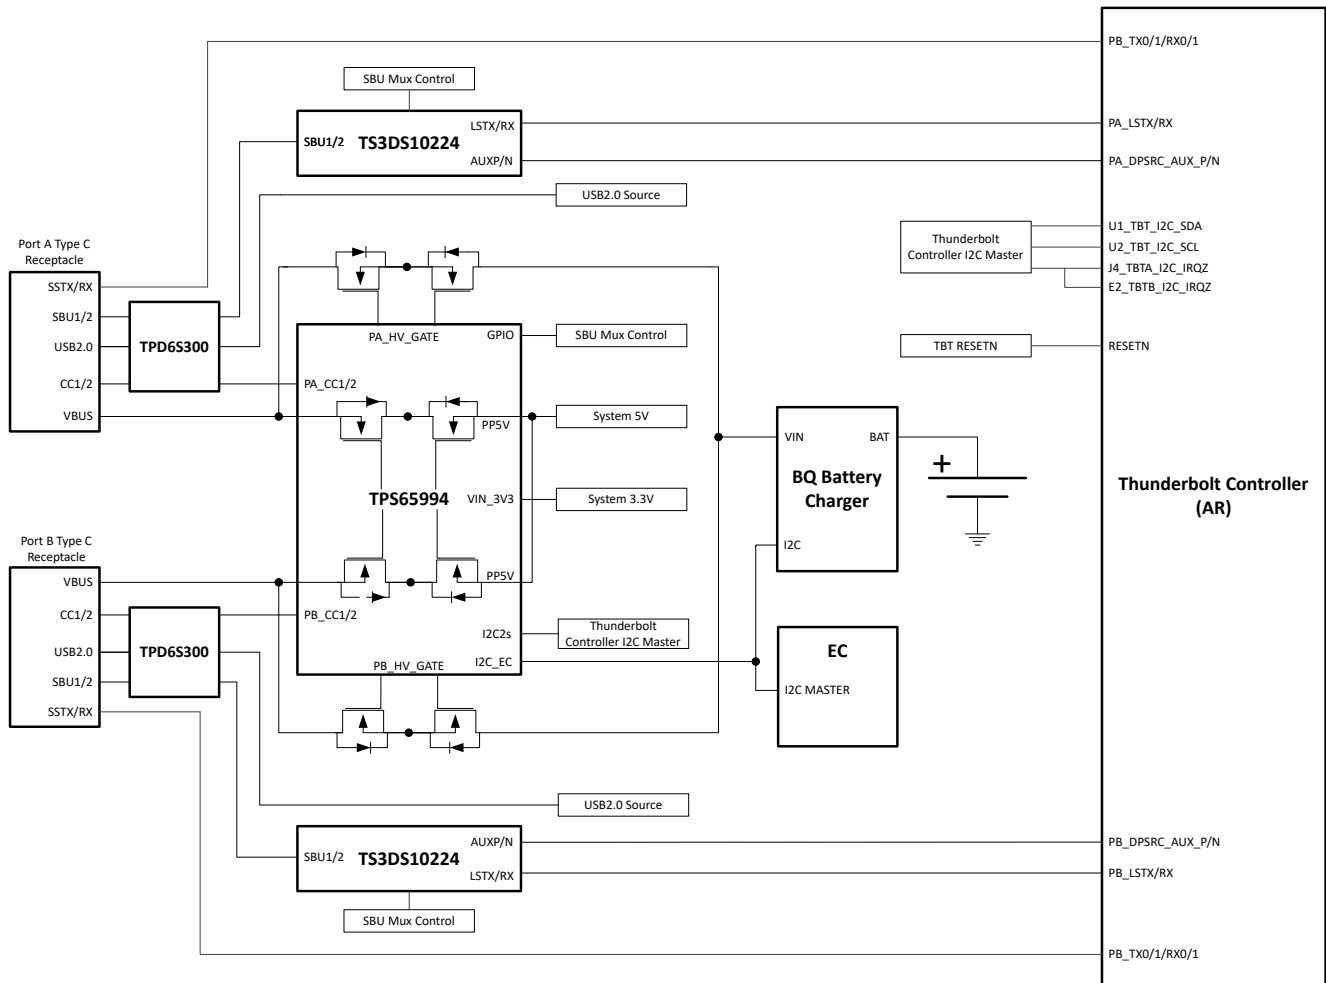 PB_TX0/1/RX0/1
SBU Mux Control
SBU1/2
TS3DS10224
LSTX/RX
AUXP/N
PA_LSTX/RX
PA_DPSRC_AUX_P/N
USB2.0 Source
Port A Type C
Receptacle
SSTX/RX
SBU1/2
USB2.0
CC1/2
VBUS
TPD6S300
Thunderbolt
Controller I2C Master
U1_TBT_I2C_SDA
U2_TBT_I2C_SCL
J4_TBTA_I2C_IRQZ
E2_TBTB_I2C_IRQZ
PA_HV_GATE
GPIO
SBU Mux Control
TBT RESETN
RESETN
PA_CC1/2
PP5V
System 5V
VIN
BAT
BQ Battery
Charger
+
I2C
TPS65994
VIN_3V3
System 3.3V
Thunderbolt Controller
(AR)
Port B Type C
Receptacle
VBUS
CC1/2
USB2.0
SBU1/2
SSTX/RX
TPD6S300
PP5V
PB_CC1/2
I2C2s
Thunderbolt
Controller I2C Master
I2C_EC
PB_HV_GATE
EC
I2C MASTER
USB2.0 Source
SBU1/2
TS3DS10224
AUXP/N
LSTX/RX
PB_DPSRC_AUX_P/N
PB_LSTX/RX
SBU Mux Control
PB_TX0/1/RX0/1